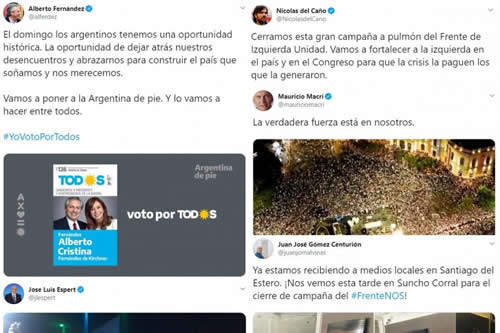 Alberto Fernández
@alferdez
El domingo los argentinos tenemos una oportunidad
histórica. La oportunidad de dejar atrás nuestros
desencuentros y abrazarnos para construir el país que
soñamos y nos merecemos.
Vamos a poner a la Argentina de pie. Y lo vamos a
hacer entre todos.
#YoVotoPorTodos
TODOS
Fernández
Alberto
Cristina
Fernández de Kirchner
voto por TODOS
Argentina
de pie
Jose Luis Espert
@jlespert
Nicolas del Caño
@NicolasdelCano
Cerramos esta gran campaña a pulmón del Frente de
Izquierda Unidad. Vamos a fortalecer a la izquierda en
el país y en el Congreso para que la crisis la paguen los
que la generaron.
Mauricio Macri
@mauriciomacri
La verdadera fuerza está en nosotros.
Juan José Gómez Centurión
@juanjomalvinas
Ya estamos recibiendo a medios locales en Santiago del
Estero. ¡Nos vemos esta tarde en Suncho Corral para el
cierre de campaña del #FrenteNOS!